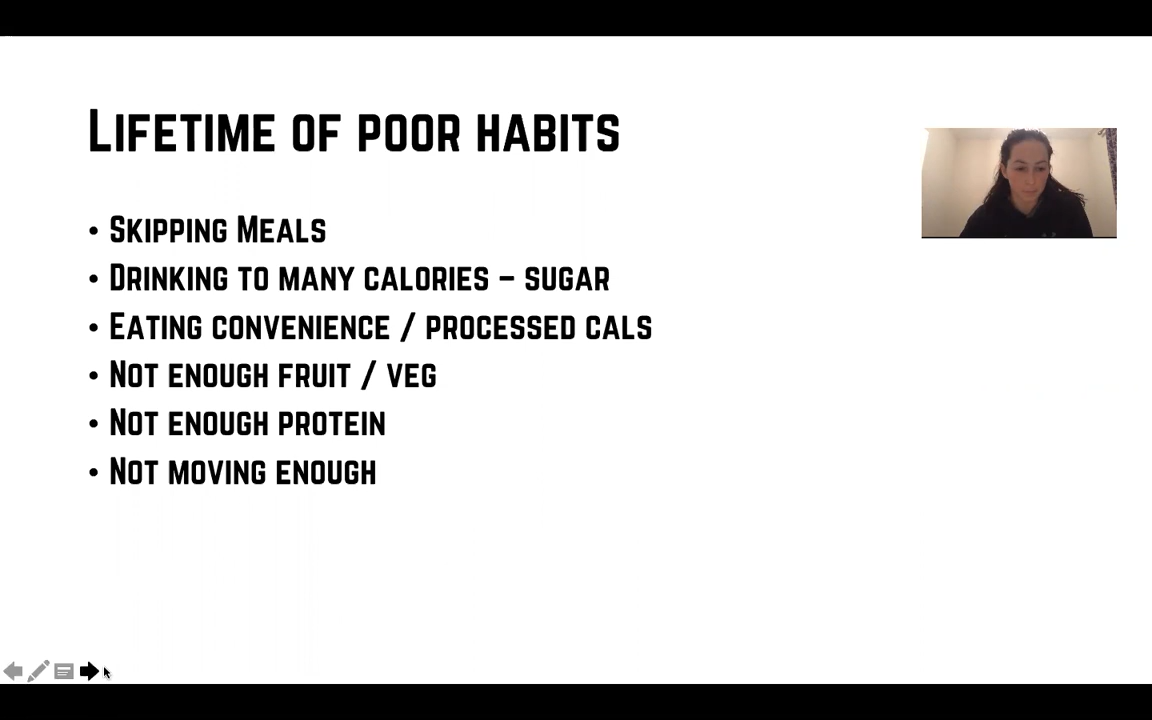 Lifetime of poor habits
• Skipping Meals
• Drinking to many calories – sugar
• Eating convenience / processed cals
• Not enough fruit / veg
• Not enough protein
• Not moving enough